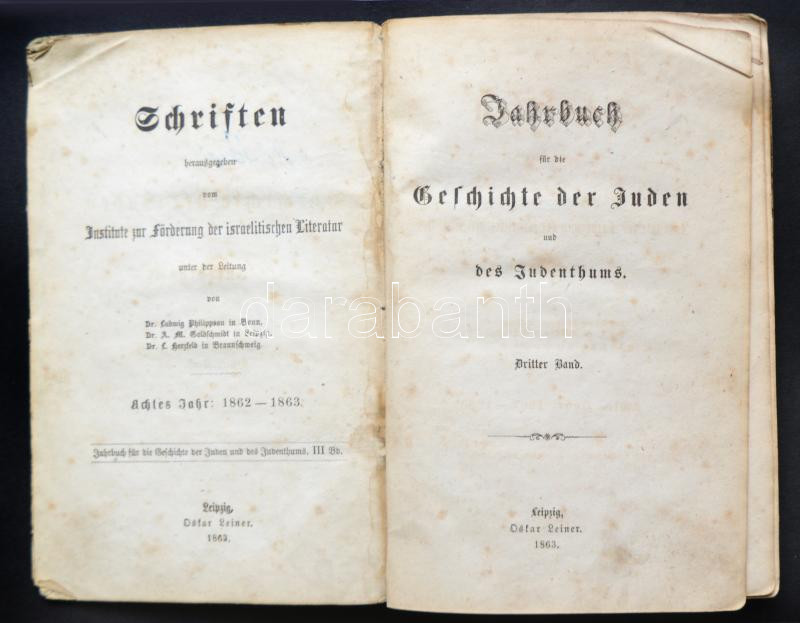 Schriften
herausgegeben
vom
Institute zur Förderung der israelitischen Literatur
unter der Leitung
von
Dr. Ludwig Philippson in Bonn.
Dr. A. M. Goldschmidt in Leipzig.
Dr. L. Herzfeld in Braunschweig.
Achtes Jahr: 1862—1863.
Jahrbuch für die Geschichte der Juden und des Judenthums. III Bd.
Leipzig,
Oskar Leiner.
1863.
Jahrbuch
für die
Geschichte der Juden
und
des Judenthums.
Dritter Band.
Leipzig,
Oskar Leiner.
1863.
darabanth